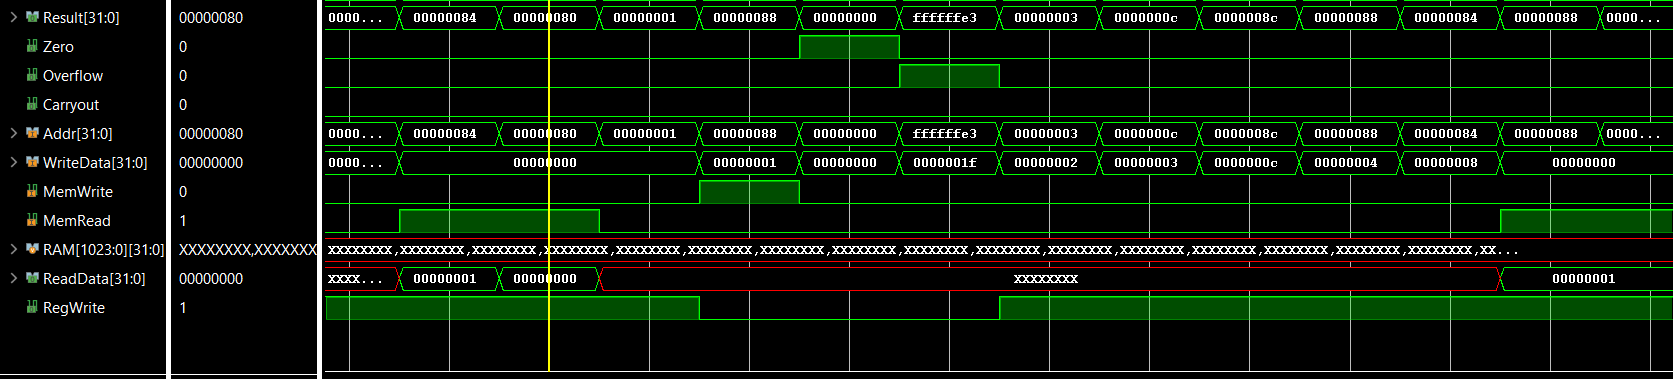 Result[31:0] 00000080 0000... 00000084 00000080 00000001 00000088 00000000 ffffffe3 00000003 0000000c 0000008c 00000088 00000084 00000088 0000...
Zero 0
Overflow 0
Carryout 0
Addr[31:0] 00000080 0000... 00000084 00000080 00000001 00000088 00000000 ffffffe3 00000003 0000000c 0000008c 00000088 00000084 00000088 0000...
WriteData[31:0] 00000000 0000... 00000000 00000001 00000000 0000001f 00000002 00000003 0000000c 00000004 00000008 00000000
MemWrite 0
MemRead 1
RAM[1023:0][31:0] XXXXXXXX,XXXXXXX XXXXXXXX,XXXXXXXX,XXXXXXXX,XXXXXXXX,XXXXXXXX,XXXXXXXX,XXXXXXXX,XXXXXXXX,XXXXXXXX,XXXXXXXX,XXXXXXXX,XXXXXXXX,XXXXXXXX,XXXXXXXX,XXXXXXXX,XXXXXXXX,XX...
ReadData[31:0] 00000000 XXXX... 00000001 00000000 XXXXXXXX 00000001
RegWrite 1